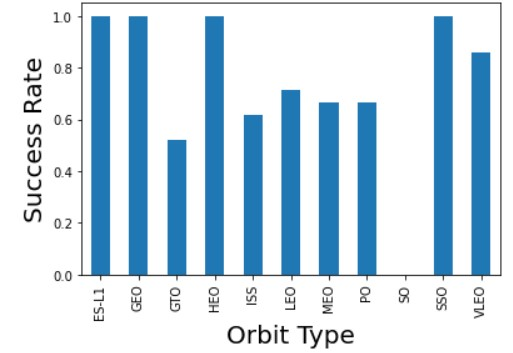 Success Rate
1.0
0.8
0.6
0.4
0.2
0.0
ES-L1
GEO
GTO
HEO
ISS
LEO
MEO
PO
SO
SSO
VLEO
Orbit Type